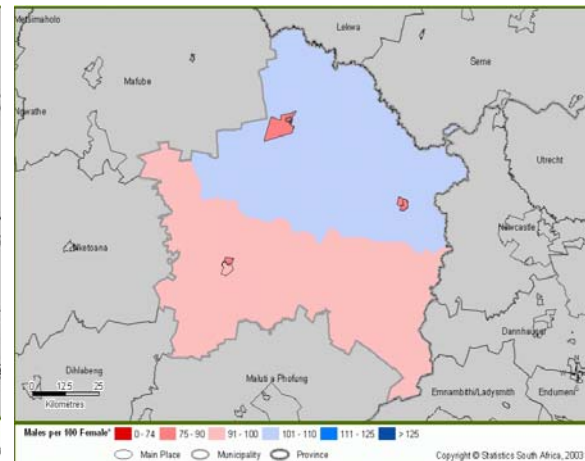 Metsimaholo
Lekwa
Mafube
Seme
Ngwathe
Utrecht
Newcastle
Nketoana
Dannhauser
Dihlabeng
Maluti a Phofung
Emnambithi/Ladysmith
Endumeni
0 12.5 25
Kilometres
Males per 100 Female* 0 - 74 75 - 90 91 - 100 101 - 110 111 - 125 > 125
Main Place Municipality Province
Copyright © Statistics South Africa, 2003